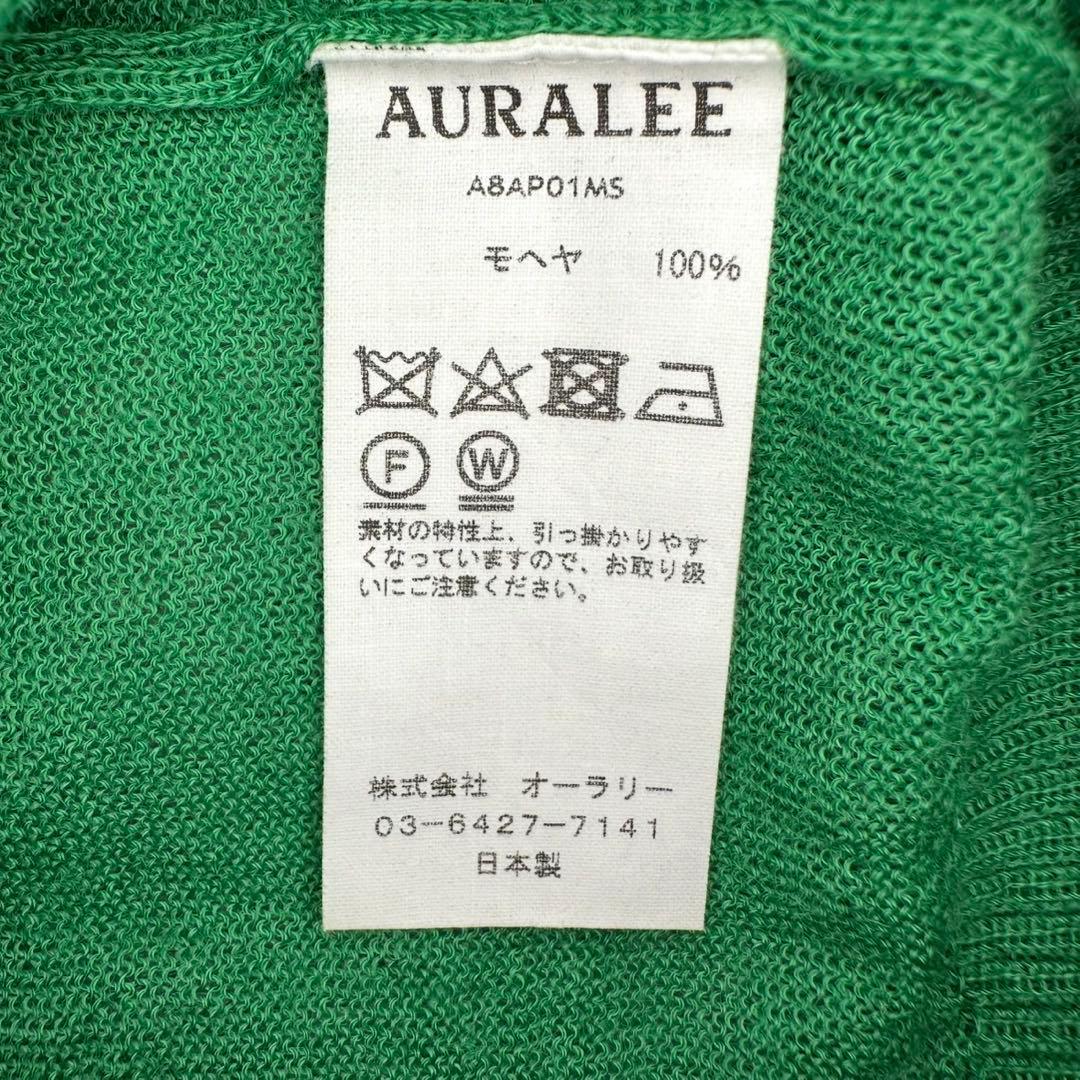 AURALEE
A8AP01MS
モヘヤ 100%
F W
素材の特性上、引っ掛かりやす
くなっていますので、お取り扱
いにご注意ください。
株式会社 オーラリー
03-6427-7141
日本製